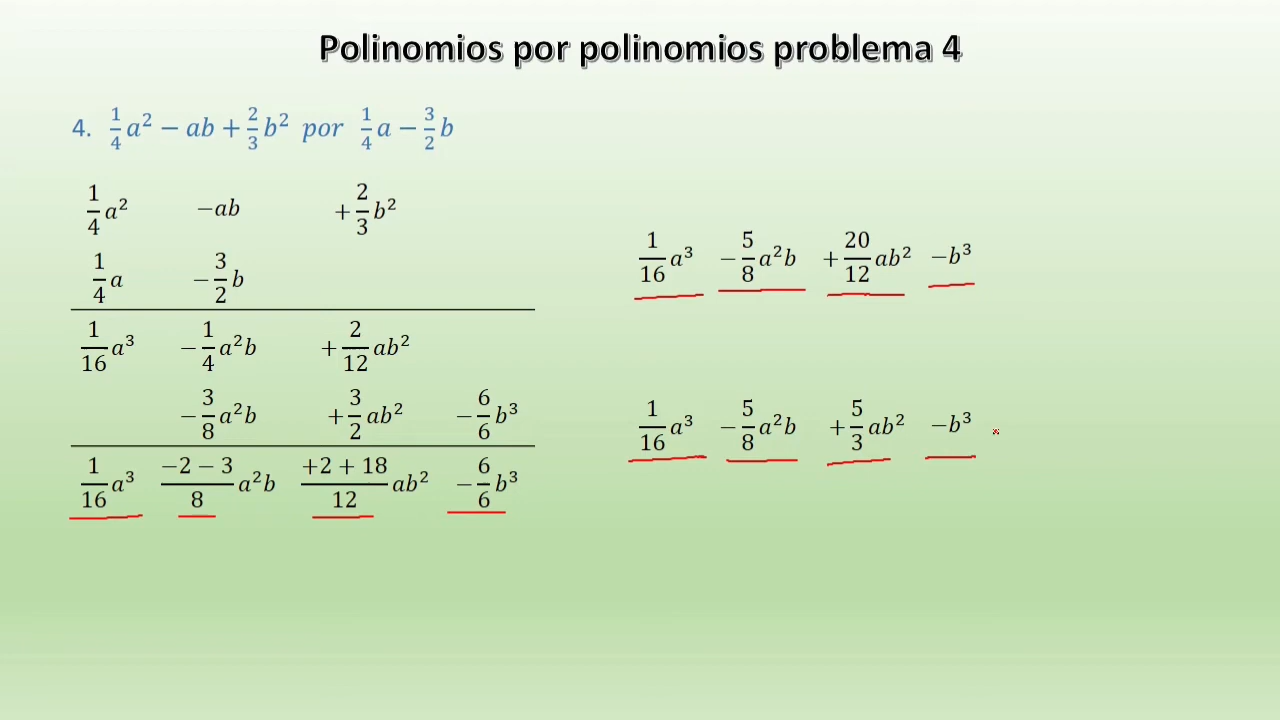 Polinomios por polinomios problema 4
4. 1/4 a² − ab + 2/3 b² por 1/4 a − 3/2 b
1/4 a² −ab +2/3 b²
1/4 a −3/2 b
1/16 a³ −1/4 a²b +2/12 ab²
−3/8 a²b +3/2 ab² −6/6 b³
1/16 a³ (−2 − 3)/8 a²b (+2 + 18)/12 ab² −6/6 b³
1/16 a³ −5/8 a²b +20/12 ab² −b³
1/16 a³ −5/8 a²b +5/3 ab² −b³